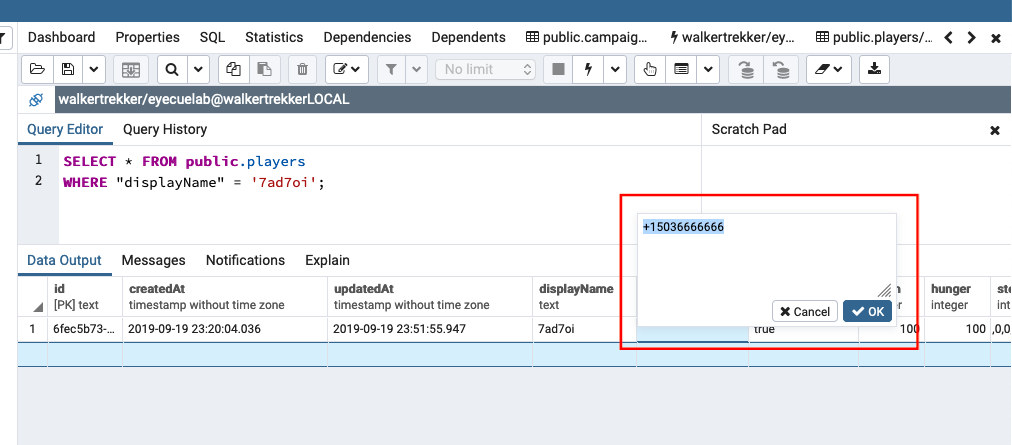 Dashboard Properties SQL Statistics Dependencies Dependents public.campaig... walkertrekker/ey... public.players/...
No limit
walkertrekker/eyecuelab@walkertrekkerLOCAL
Query Editor Query History Scratch Pad
1 SELECT * FROM public.players
2 WHERE "displayName" = '7ad7oi';
+15036666666
Data Output Messages Notifications Explain
id createdAt updatedAt displayName hunger
[PK] text timestamp without time zone timestamp without time zone text integer
Cancel OK
1 6fec5b73-... 2019-09-19 23:20:04.036 2019-09-19 23:51:55.947 7ad7oi true 100 100 ,0,0,